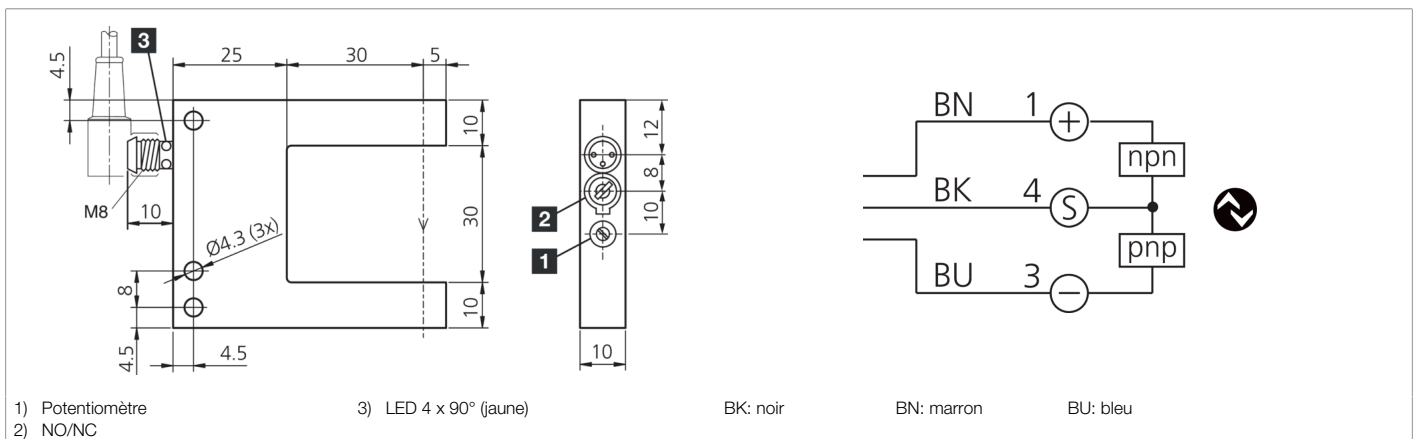 3
4.5
25
30
5
10
30
10
M8
10
Ø4.3 (3x)
8
4.5
4.5
12
8
10
2
1
10
BN
1
+
npn
BK
4
S
pnp
BU
3
−
1) Potentiomètre
3) LED 4 x 90° (jaune)
BK: noir
BN: marron
BU: bleu
2) NO/NC